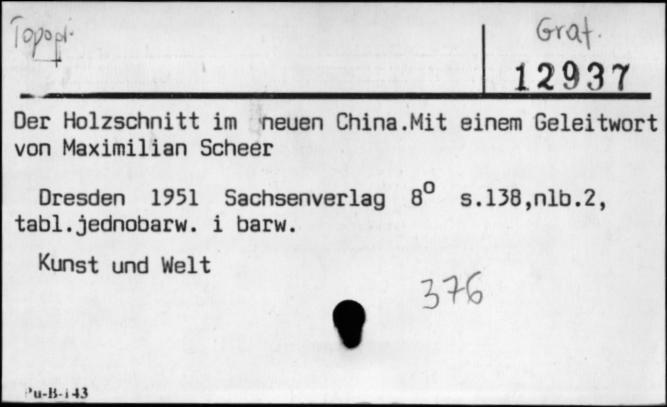 Topogr.
Graf.
12937
Der Holzschnitt im neuen China.Mit einem Geleitwort
von Maximilian Scheer
Dresden 1951 Sachsenverlag 8° s.138,nlb.2,
tabl.jednobarw. i barw.
Kunst und Welt
376
Pu-B-143